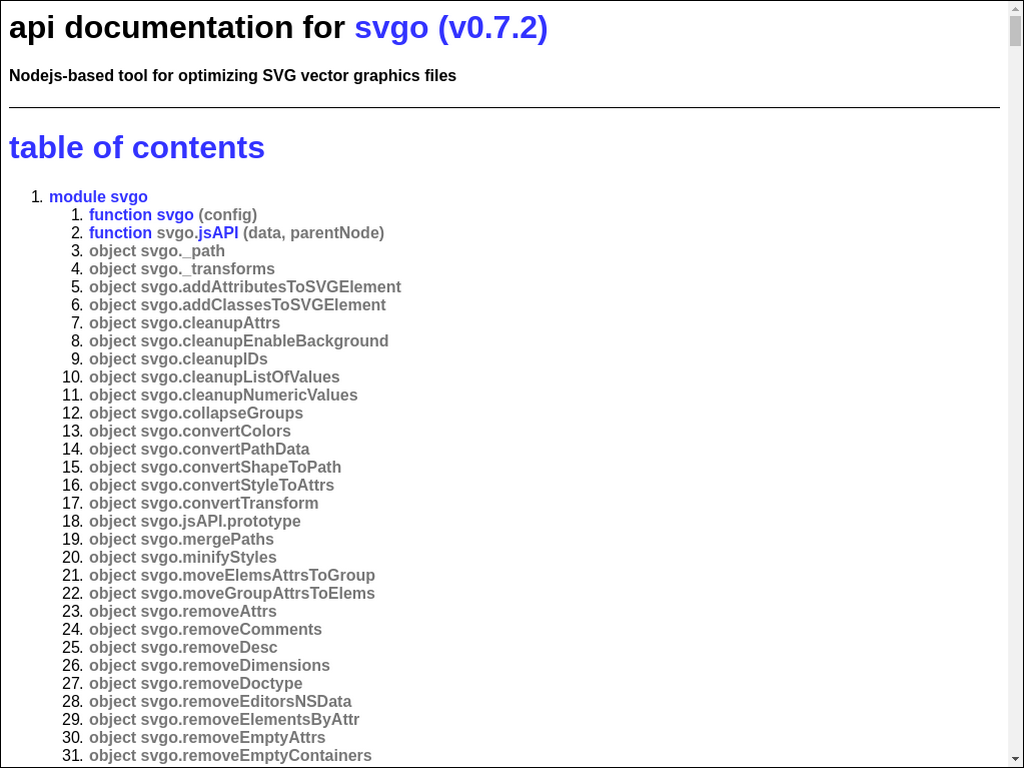 api documentation for svgo (v0.7.2)
Nodejs-based tool for optimizing SVG vector graphics files
table of contents
1. module svgo
1. function svgo (config)
2. function svgo.jsAPI (data, parentNode)
3. object svgo._path
4. object svgo._transforms
5. object svgo.addAttributesToSVGElement
6. object svgo.addClassesToSVGElement
7. object svgo.cleanupAttrs
8. object svgo.cleanupEnableBackground
9. object svgo.cleanupIDs
10. object svgo.cleanupListOfValues
11. object svgo.cleanupNumericValues
12. object svgo.collapseGroups
13. object svgo.convertColors
14. object svgo.convertPathData
15. object svgo.convertShapeToPath
16. object svgo.convertStyleToAttrs
17. object svgo.convertTransform
18. object svgo.jsAPI.prototype
19. object svgo.mergePaths
20. object svgo.minifyStyles
21. object svgo.moveElemsAttrsToGroup
22. object svgo.moveGroupAttrsToElems
23. object svgo.removeAttrs
24. object svgo.removeComments
25. object svgo.removeDesc
26. object svgo.removeDimensions
27. object svgo.removeDoctype
28. object svgo.removeEditorsNSData
29. object svgo.removeElementsByAttr
30. object svgo.removeEmptyAttrs
31. object svgo.removeEmptyContainers